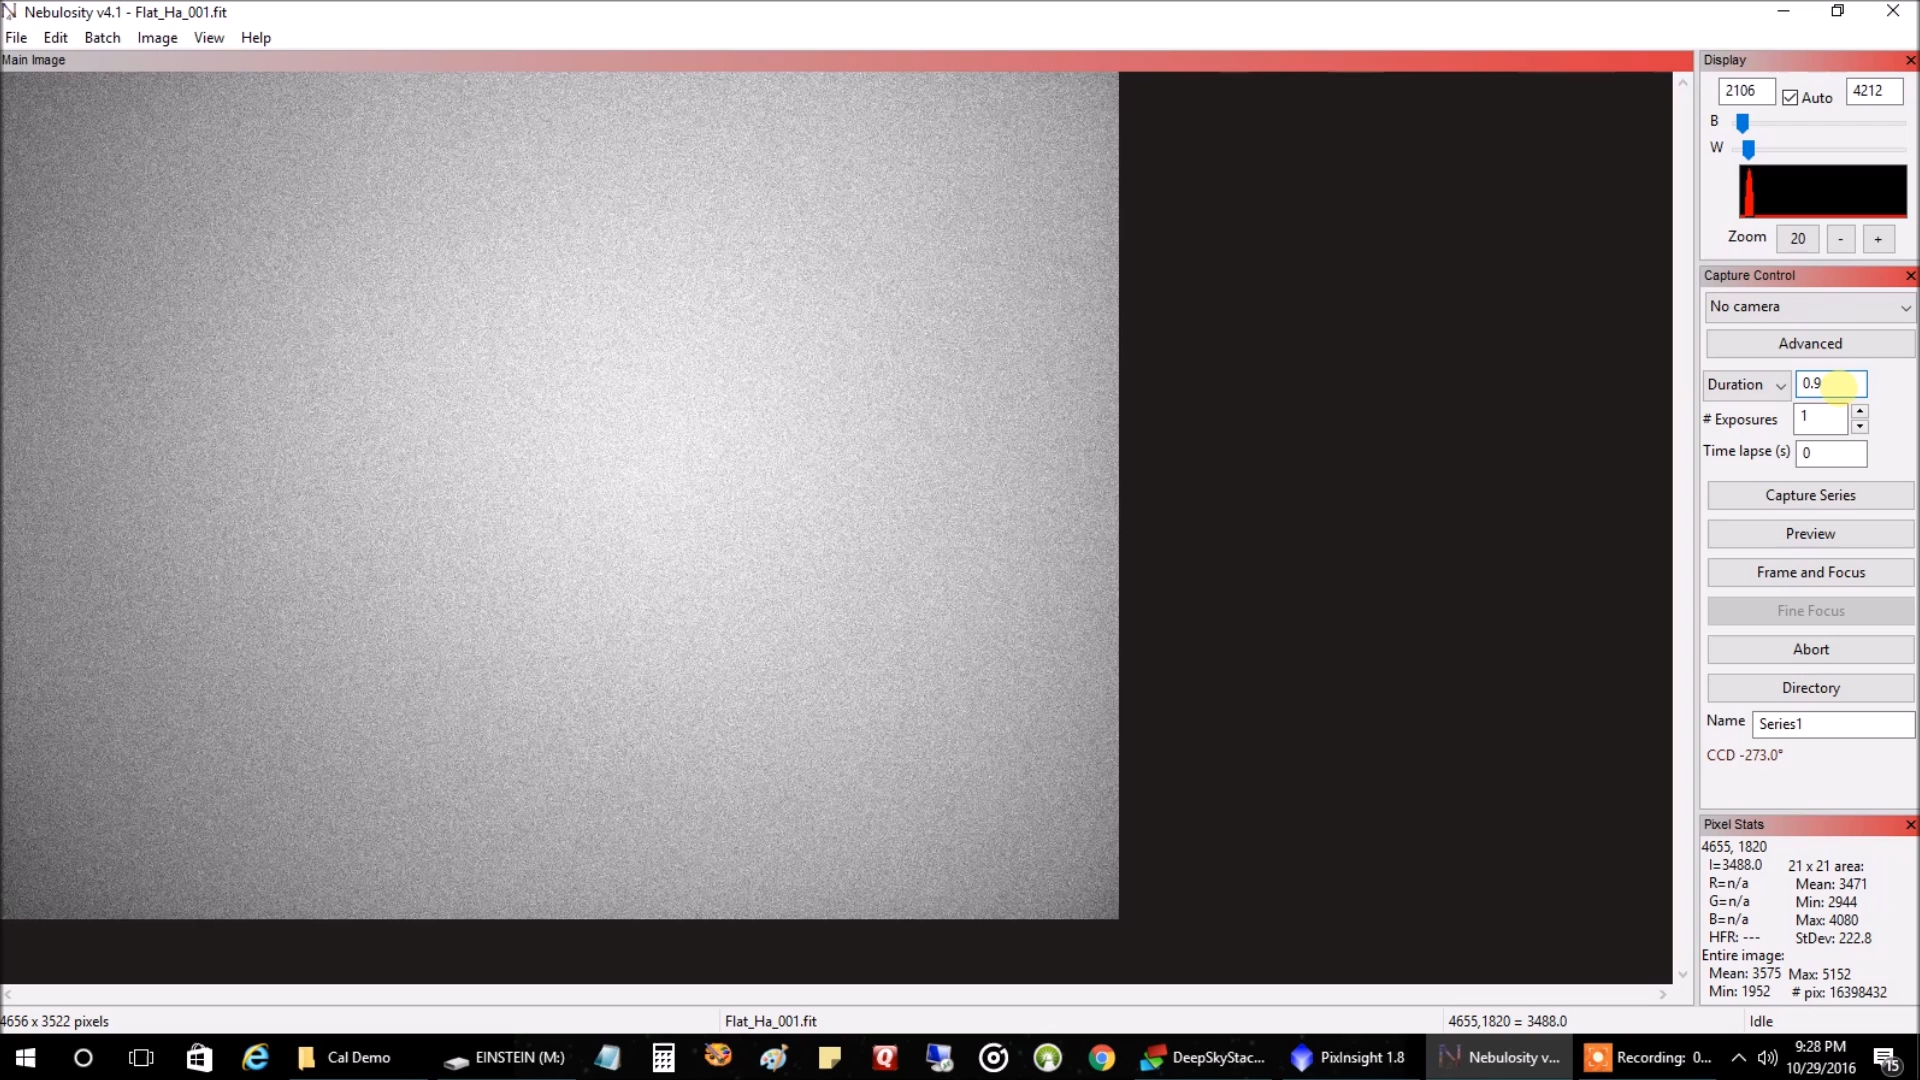 Nebulosity v4.1 - Flat_Ha_001.fit
File Edit Batch Image View Help
Main Image
Display
2106 Auto 4212
B
W
Zoom 20 - +
Capture Control
No camera
Advanced
Duration 0.9
# Exposures 1
Time lapse (s) 0
Capture Series
Preview
Frame and Focus
Fine Focus
Abort
Directory
Name Series1
CCD -273.0°
Pixel Stats
4655, 1820
I=3488.0 21 x 21 area:
R=n/a Mean: 3471
G=n/a Min: 2944
B=n/a Max: 4080
HFR: --- StDev: 222.8
Entire image:
Mean: 3575 Max: 5152
Min: 1952 # pix: 16398432
4656 x 3522 pixels Flat_Ha_001.fit 4655,1820 = 3488.0 Idle
Cal Demo EINSTEIN (M:) DeepSkyStac... PixInsight 1.8 Nebulosity v... Recording: 0... 9:28 PM
10/29/2016 15